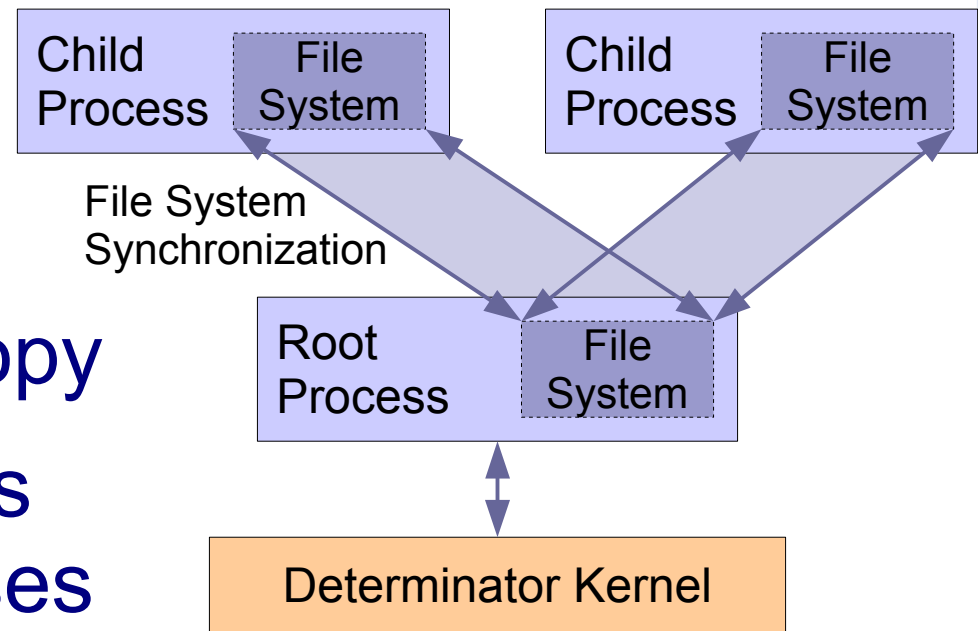 Child
Process
File
System
Child
Process
File
System
File System
Synchronization
Root
Process
File
System
Determinator Kernel